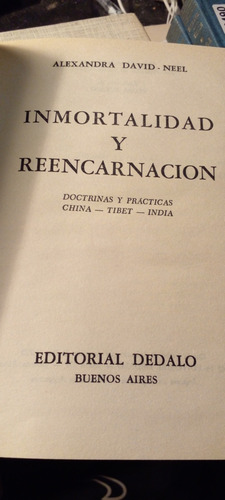 ALEXANDRA DAVID-NEEL
INMORTALIDAD
Y
REENCARNACION
DOCTRINAS Y PRÁCTICAS
CHINA — TIBET — INDIA
EDITORIAL DEDALO
BUENOS AIRES